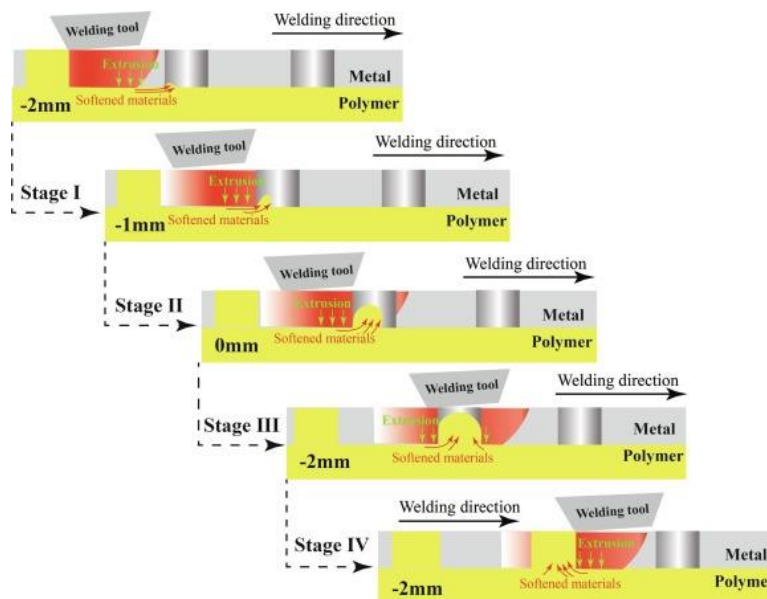 Welding tool
Welding direction
Extrusion
Metal
-2mm
Softened materials
Polymer
Welding tool
Welding direction
Stage I
Extrusion
Metal
-1mm
Softened materials
Polymer
Welding tool
Welding direction
Stage II
Extrusion
Metal
0mm
Softened materials
Polymer
Welding tool
Welding direction
Stage III
Extrusion
Metal
-2mm
Softened materials
Polymer
Welding direction
Welding tool
Stage IV
Extrusion
Metal
-2mm
Softened materials
Polymer